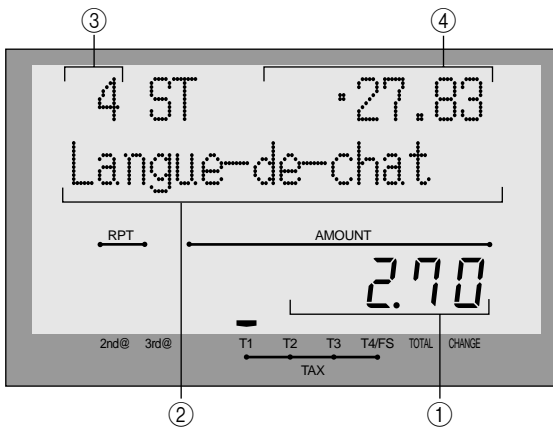 ③ ④
4 ST ·27.83
Langue-de-chat
RPT AMOUNT
2.70
2nd@ 3rd@ T1 T2 T3 T4/FS TOTAL CHANGE
TAX
② ①